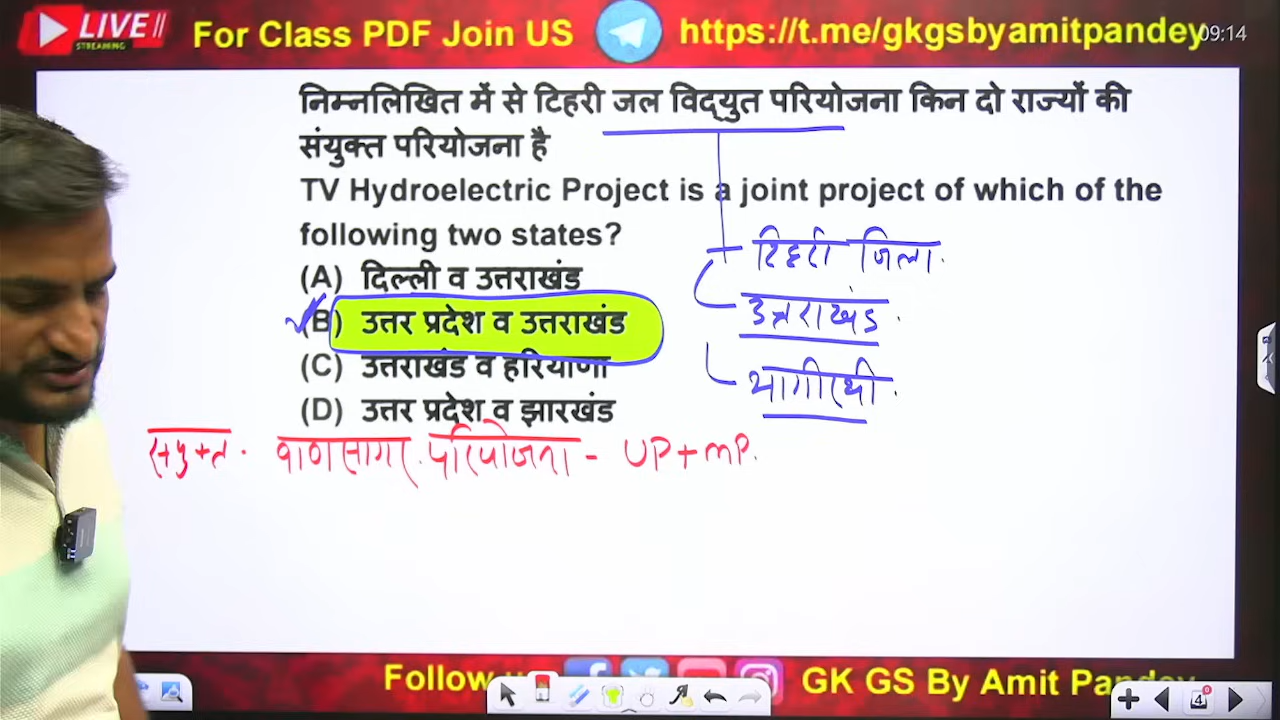 LIVE
STREAMING
For Class PDF Join US
https://t.me/gkgsbyamitpandey
09:14
निम्नलिखित में से टिहरी जल विद्युत परियोजना किन दो राज्यों की
संयुक्त परियोजना है
TV Hydroelectric Project is a joint project of which of the
following two states?
(A) दिल्ली व उत्तराखंड
(B) उत्तर प्रदेश व उत्तराखंड
(C) उत्तराखंड व हरियाणा
(D) उत्तर प्रदेश व झारखंड
टिहरी जिला.
उत्तराखंड.
भागीरथी.
वाणसागर परियोजना - UP + MP.
Follow u
GK GS By Amit Pandey
4